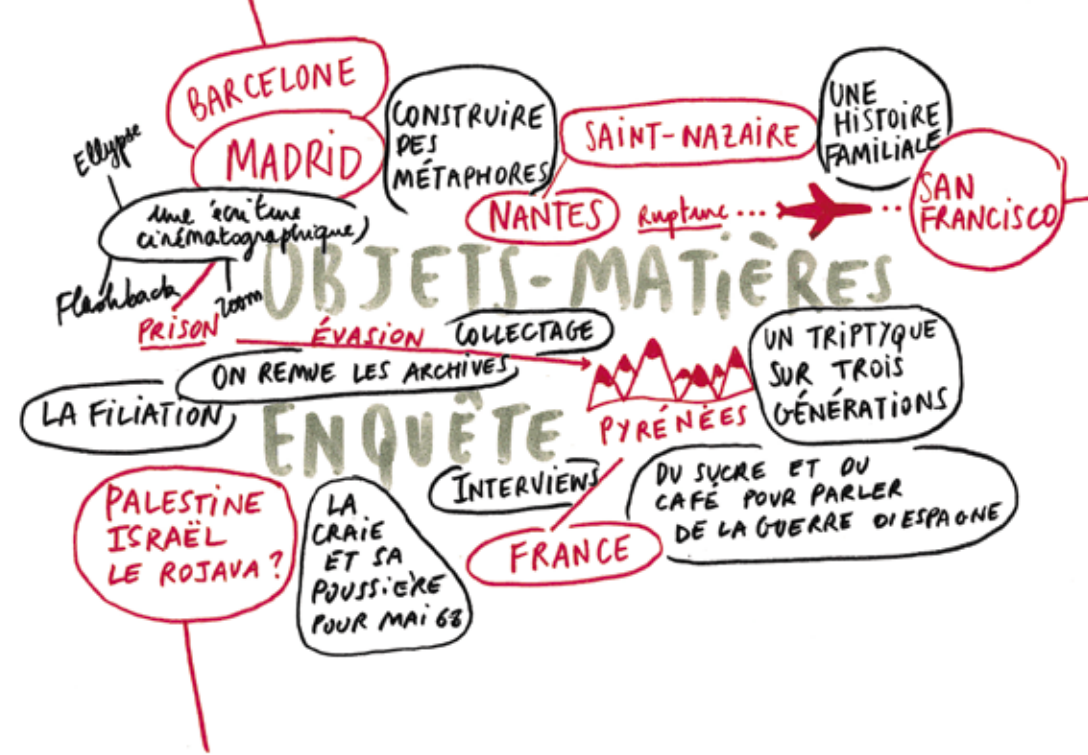 BARCELONE
MADRID
CONSTRUIRE
DES
MÉTAPHORES
SAINT-NAZAIRE
UNE
HISTOIRE
FAMILIALE
SAN
FRANCISCO
NANTES
Rupture ...
Ellypse
Une écriture
cinématographique
Flashback
Zoom
OBJETS-MATIÈRES
PRISON
ÉVASION
COLLECTAGE
ON REMUE LES ARCHIVES
LA FILIATION
ENQUÊTE
PYRÉNÉES
UN TRIPTYQUE
SUR TROIS
GÉNÉRATIONS
INTERVIEWS
DU SUCRE ET DU
CAFÉ POUR PARLER
DE LA GUERRE D'ESPAGNE
FRANCE
PALESTINE
ISRAËL
LE ROJAVA ?
LA
CRAIE
ET SA
POUSSIÈRE
POUR MAI 68